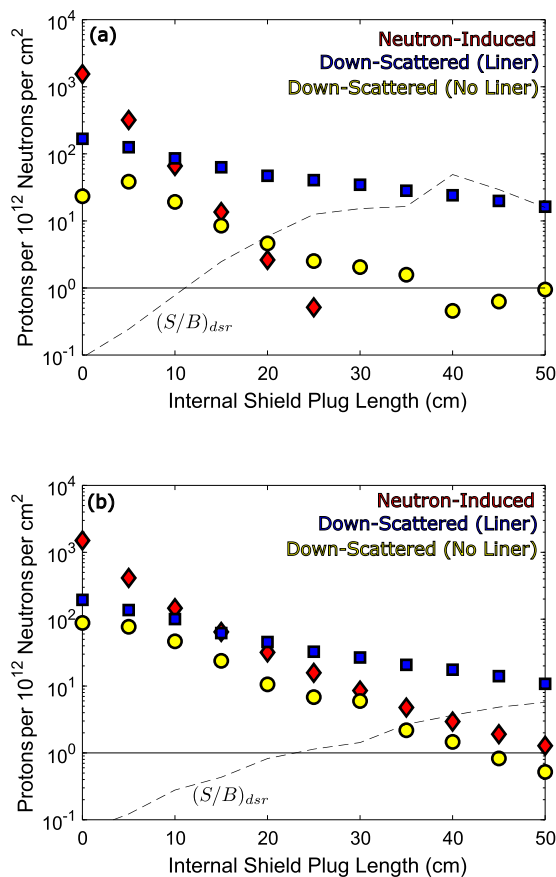 (a)
Neutron-Induced
Down-Scattered (Liner)
Down-Scattered (No Liner)
Protons per 10^12 Neutrons per cm^2
10^4
10^3
10^2
10^1
10^0
10^-1
(S/B)_dsr
0 10 20 30 40 50
Internal Shield Plug Length (cm)
(b)
Neutron-Induced
Down-Scattered (Liner)
Down-Scattered (No Liner)
Protons per 10^12 Neutrons per cm^2
10^4
10^3
10^2
10^1
10^0
10^-1
(S/B)_dsr
0 10 20 30 40 50
Internal Shield Plug Length (cm)